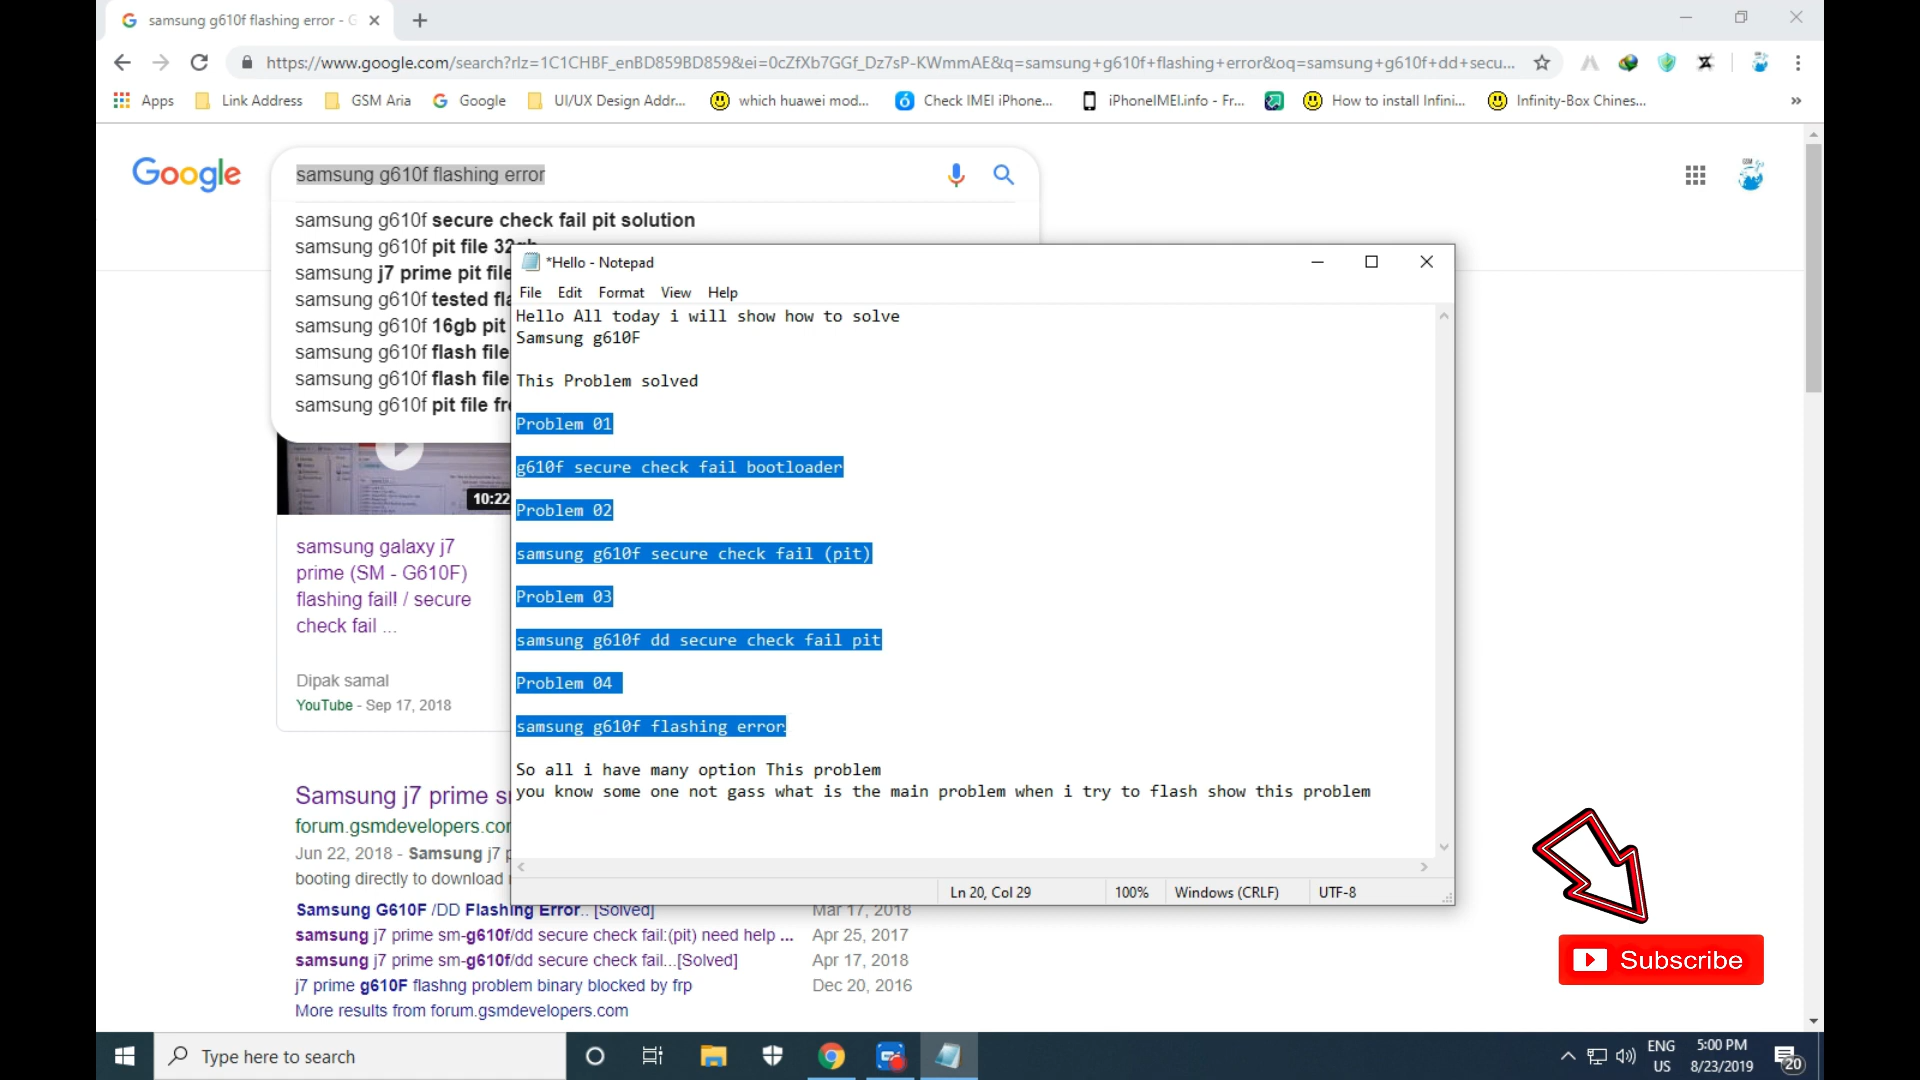 samsung g610f flashing error - G
https://www.google.com/search?rlz=1C1CHBF_enBD859BD859&ei=0cZfXb7GGf_Dz7sP-KWmmAE&q=samsung+g610f+flashing+error&oq=samsung+g610f+dd+secu...
Apps Link Address GSM Aria Google UI/UX Design Addr... which huawei mod... Check IMEI iPhone... iPhoneIMEI.info - Fr... How to install Infini... Infinity-Box Chines... »
Google samsung g610f flashing error
samsung g610f secure check fail pit solution
samsung g610f pit file 32gb
samsung j7 prime pit file
samsung g610f tested fla
samsung g610f 16gb pit
samsung g610f flash file
samsung g610f flash file
samsung g610f pit file fre
10:22
samsung galaxy j7
prime (SM - G610F)
flashing fail! / secure
check fail ...
Dipak samal
YouTube - Sep 17, 2018
Samsung j7 prime s
forum.gsmdevelopers.com
Jun 22, 2018 - Samsung j7 p
booting directly to download
Samsung G610F /DD Flashing Error.. [Solved] Mar 17, 2018
samsung j7 prime sm-g610f/dd secure check fail:(pit) need help ... Apr 25, 2017
samsung j7 prime sm-g610f/dd secure check fail...[Solved] Apr 17, 2018
j7 prime g610F flashng problem binary blocked by frp Dec 20, 2016
More results from forum.gsmdevelopers.com
*Hello - Notepad
File Edit Format View Help
Hello All today i will show how to solve
Samsung g610F
This Problem solved
Problem 01
g610f secure check fail bootloader
Problem 02
samsung g610f secure check fail (pit)
Problem 03
samsung g610f dd secure check fail pit
Problem 04
samsung g610f flashing error
So all i have many option This problem
you know some one not gass what is the main problem when i try to flash show this problem
Ln 20, Col 29 100% Windows (CRLF) UTF-8
Subscribe
Type here to search
ENG
US
5:00 PM
8/23/2019
20